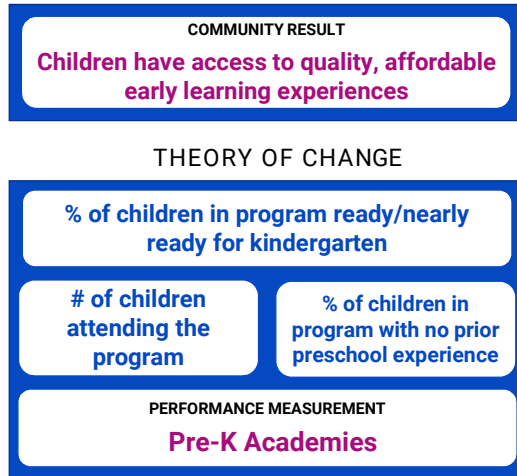 COMMUNITY RESULT
Children have access to quality, affordable
early learning experiences
THEORY OF CHANGE
% of children in program ready/nearly
ready for kindergarten
# of children
attending the
program
% of children in
program with no prior
preschool experience
PERFORMANCE MEASUREMENT
Pre-K Academies